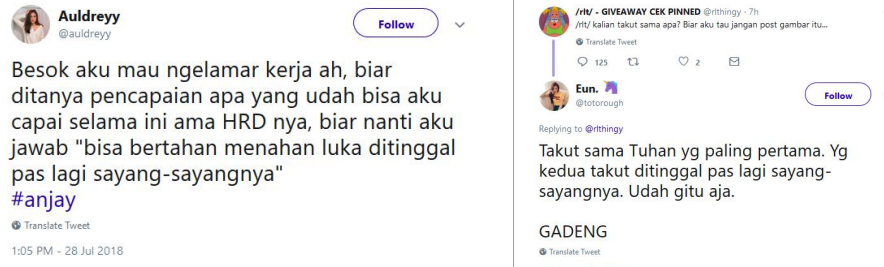 Auldreyy
@auldreyy
Follow
Besok aku mau ngelamar kerja ah, biar
ditanya pencapaian apa yang udah bisa aku
capai selama ini ama HRD nya, biar nanti aku
jawab "bisa bertahan menahan luka ditinggal
pas lagi sayang-sayangnya"
#anjay
Translate Tweet
1:05 PM - 28 Jul 2018
/rlt/ - GIVEAWAY CEK PINNED @rlthingy · 7h
/rlt/ kalian takut sama apa? Biar aku tau jangan post gambar itu...
Translate Tweet
125
2
Eun.
@totorough
Follow
Replying to @rlthingy
Takut sama Tuhan yg paling pertama. Yg
kedua takut ditinggal pas lagi sayang-
sayangnya. Udah gitu aja.
GADENG
Translate Tweet